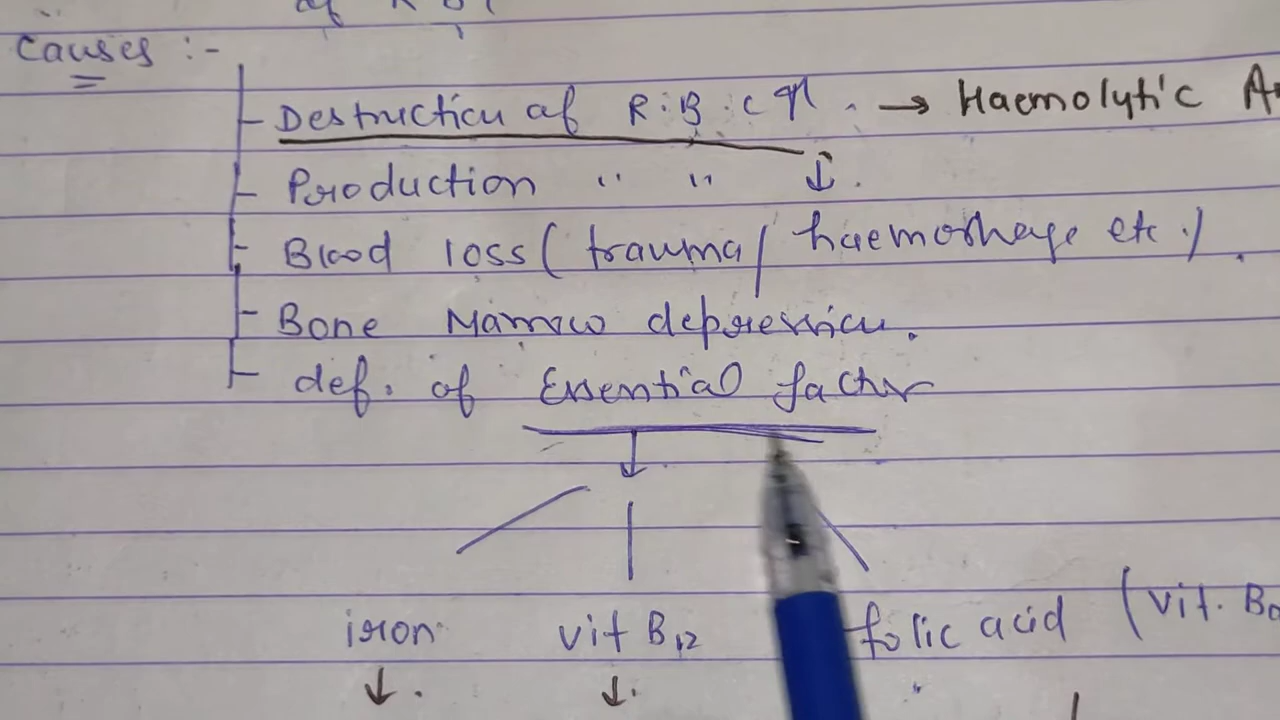 Causes :-
Destruction of R.B.C ↑ . → Haemolytic
Production " " ↓ .
Blood loss ( trauma / haemorrhage etc . )
Bone Marrow depression .
def . of Essential factor
↓
iron vit B12 folic acid ( vit .
↓ . ↓ .